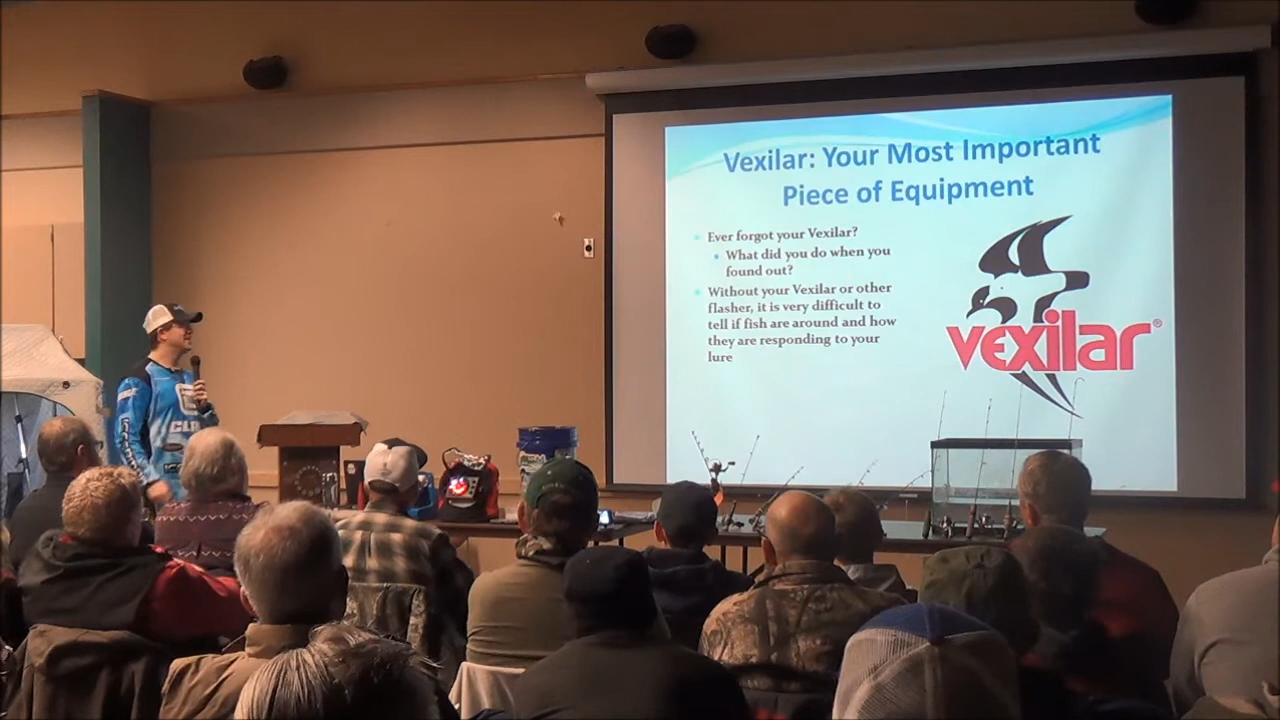 Vexilar: Your Most Important
Piece of Equipment
Ever forgot your Vexilar?
What did you do when you
found out?
Without your Vexilar or other
flasher, it is very difficult to
tell if fish are around and how
they are responding to your
lure
vexilar®